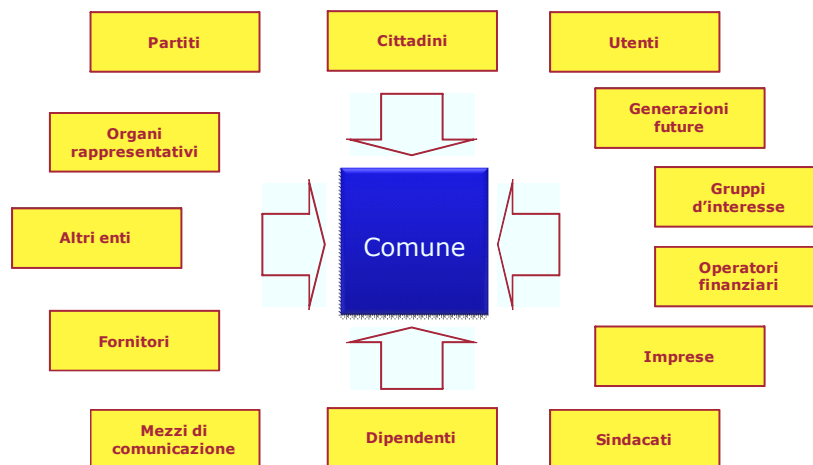 Partiti
Cittadini
Utenti
Generazioni
future
Organi
rappresentativi
Gruppi
d’interesse
Altri enti
Comune
Operatori
finanziari
Fornitori
Imprese
Mezzi di
comunicazione
Dipendenti
Sindacati